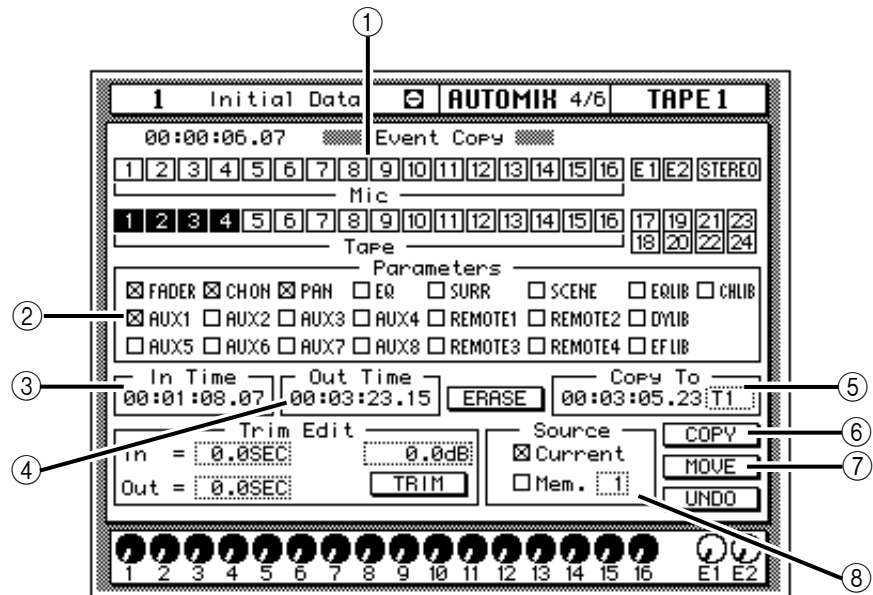 ①
1 Initial Data AUTOMIX 4/6 TAPE 1
00:00:06.07 Event Copy
1 2 3 4 5 6 7 8 9 10 11 12 13 14 15 16 E1 E2 STEREO
Mic
1 2 3 4 5 6 7 8 9 10 11 12 13 14 15 16 17 19 21 23
18 20 22 24
Tape
Parameters
FADER CH ON PAN EQ SURR SCENE EQLIB CHLIB
② AUX1 AUX2 AUX3 AUX4 REMOTE1 REMOTE2 DYLIB
AUX5 AUX6 AUX7 AUX8 REMOTE3 REMOTE4 EFLIB
③ In Time Out Time Copy To ⑤
00:01:08.07 00:03:23.15 ERASE 00:03:05.23 T1
④ Trim Edit Source COPY ⑥
In = 0.0SEC 0.0dB Current MOVE ⑦
Out = 0.0SEC TRIM Mem. 1 UNDO
⑧
1 2 3 4 5 6 7 8 9 10 11 12 13 14 15 16 E1 E2